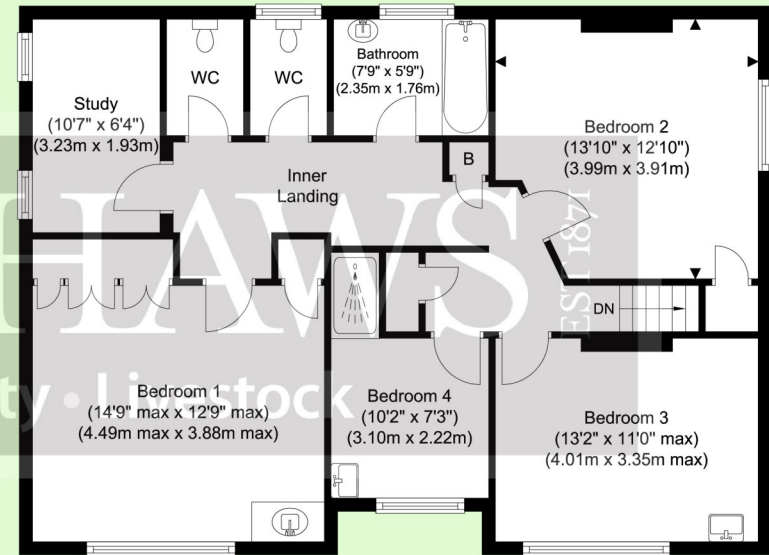 Study
(10'7" x 6'4")
(3.23m x 1.93m)
WC
WC
Bathroom
(7'9" x 5'9")
(2.35m x 1.76m)
Bedroom 2
(13'10" x 12'10")
(3.99m x 3.91m)
B
Inner
Landing
HAWS
EST 1871
DN
ty • Livestock
Bedroom 1
(14'9" max x 12'9" max)
(4.49m max x 3.88m max)
Bedroom 4
(10'2" x 7'3")
(3.10m x 2.22m)
Bedroom 3
(13'2" x 11'0" max)
(4.01m x 3.35m max)